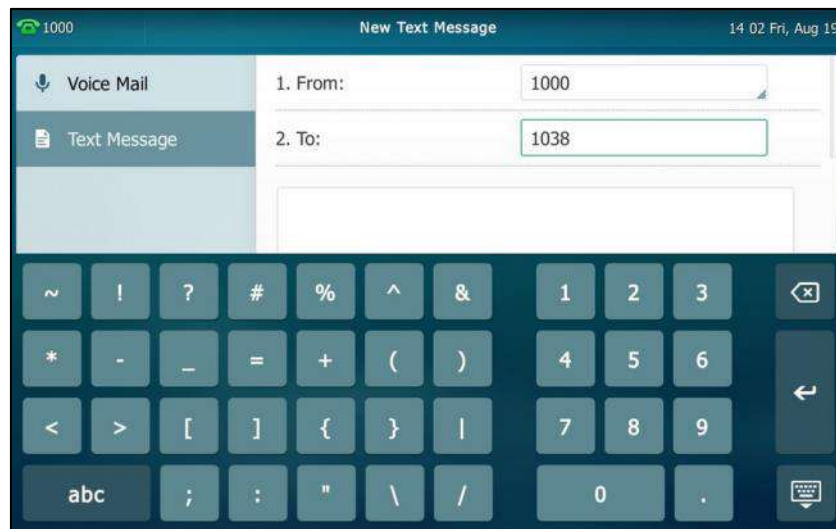 1000 New Text Message 14 02 Fri, Aug 19
Voice Mail 1. From: 1000
Text Message 2. To: 1038
~ ! ? # % ^ & 1 2 3
* - _ = + ( ) 4 5 6
< > [ ] { } | 7 8 9
abc ; : " \ / 0 .